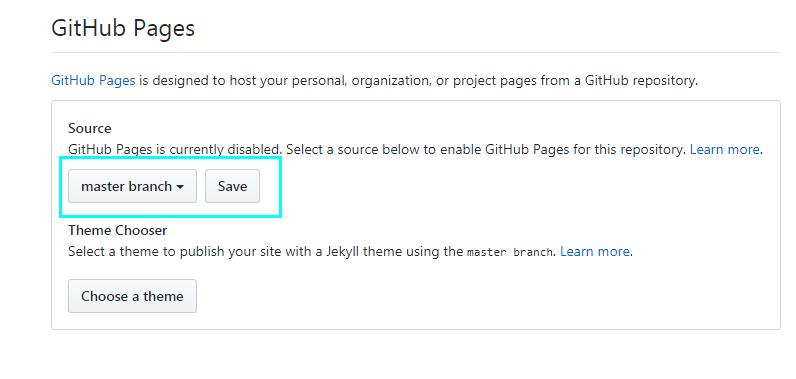 GitHub Pages
GitHub Pages is designed to host your personal, organization, or project pages from a GitHub repository.
Source
GitHub Pages is currently disabled. Select a source below to enable GitHub Pages for this repository. Learn more.
master branch Save
Theme Chooser
Select a theme to publish your site with a Jekyll theme using the master branch. Learn more.
Choose a theme